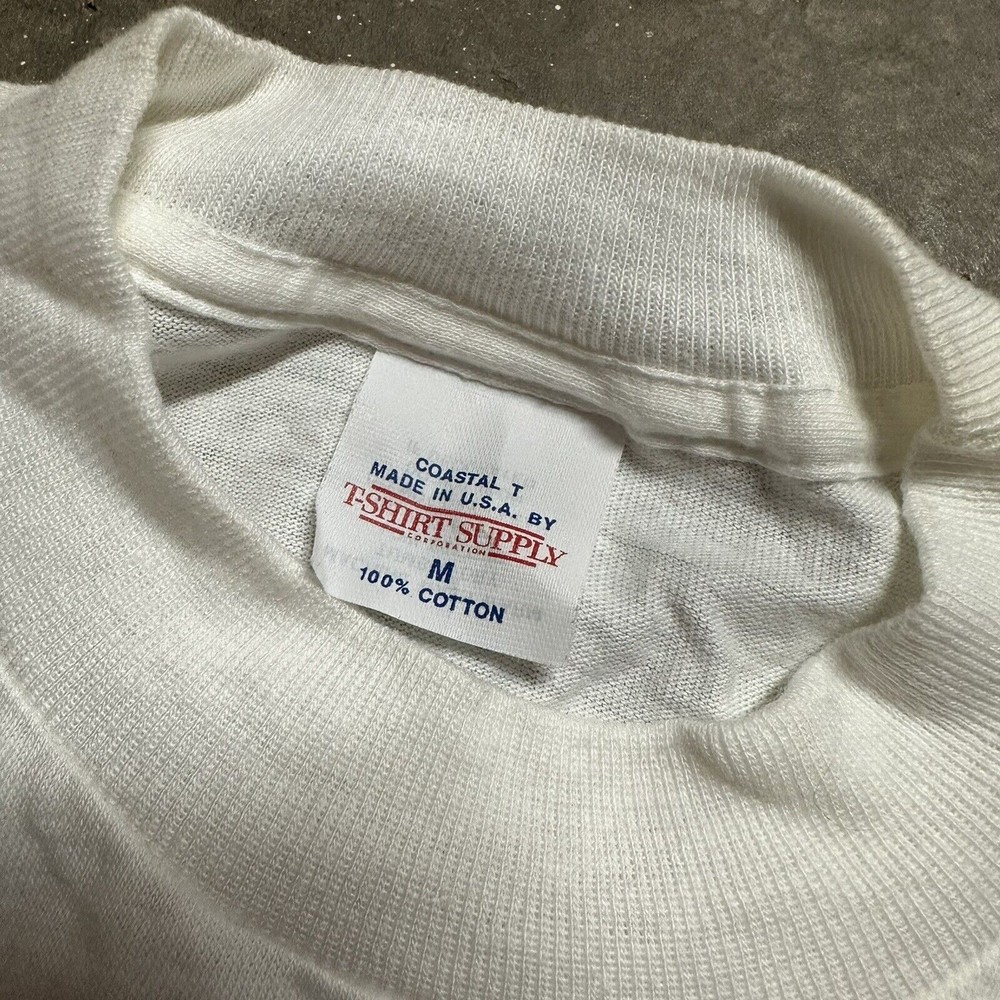 COASTAL T
MADE IN U.S.A. BY
T-SHIRT SUPPLY
CORPORATION
M
100% COTTON